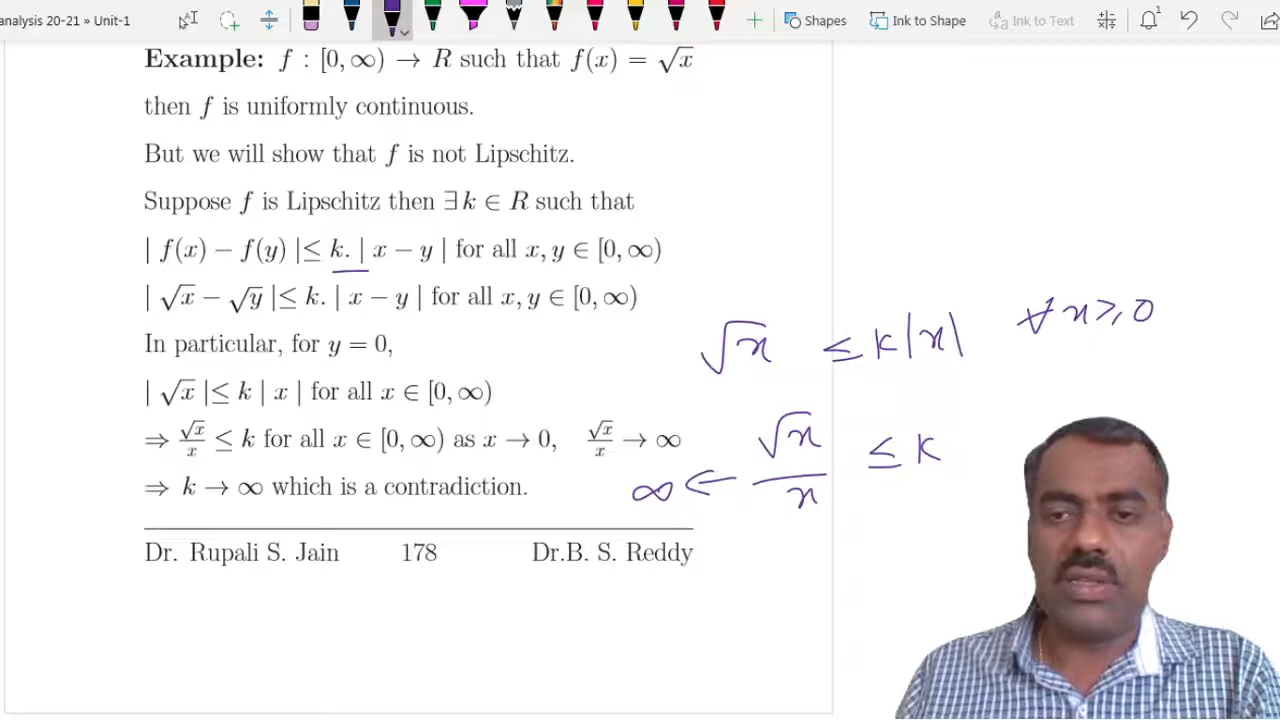 analysis 20-21 » Unit-1
Shapes
Ink to Shape
Ink to Text
Example: f : [0, ∞) → R such that f(x) = √x
then f is uniformly continuous.
But we will show that f is not Lipschitz.
Suppose f is Lipschitz then ∃ k ∈ R such that
| f(x) − f(y) |≤ k. | x − y | for all x, y ∈ [0, ∞)
| √x − √y |≤ k. | x − y | for all x, y ∈ [0, ∞)
In particular, for y = 0,
√x ≤ k|x| ∀ x ≥ 0
| √x |≤ k | x | for all x ∈ [0, ∞)
⇒ √x/x ≤ k for all x ∈ [0, ∞) as x → 0, √x/x → ∞
∞ ← √x/x ≤ k
⇒ k → ∞ which is a contradiction.
Dr. Rupali S. Jain 178 Dr.B. S. Reddy